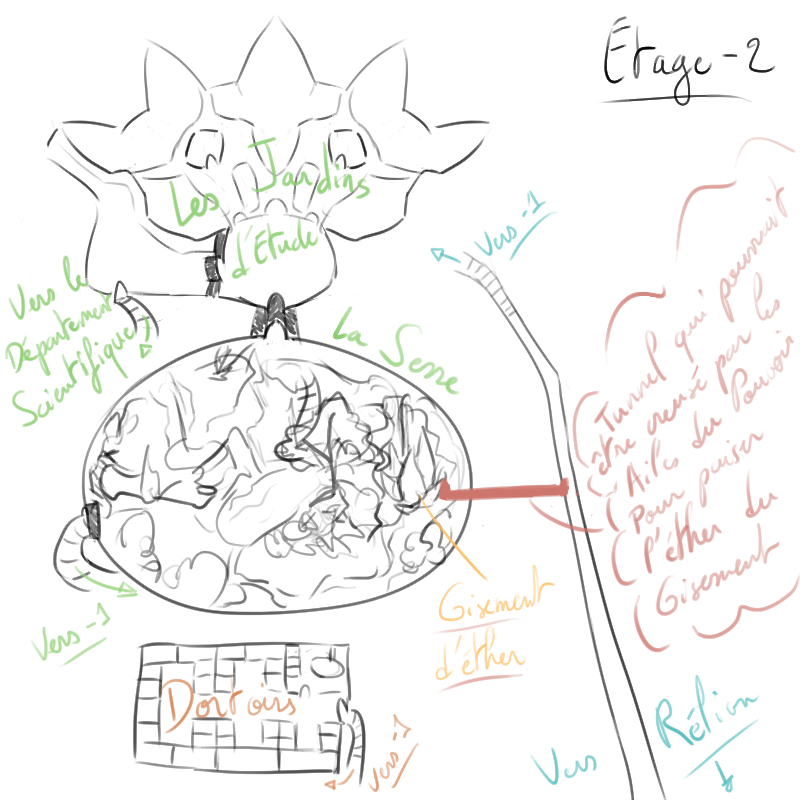 Étage -2
Les Jardins
d'Étude
Vers -1
Vers le
Département
Scientifique
La Serre
Tunnel qui pourrait
être creusé par les
Ailes du Pouvoir
Pour puiser
l'éther du
Gisement
Gisement
d'éther
Vers -1
Dortoirs
Vers -1
Vers
Rélion